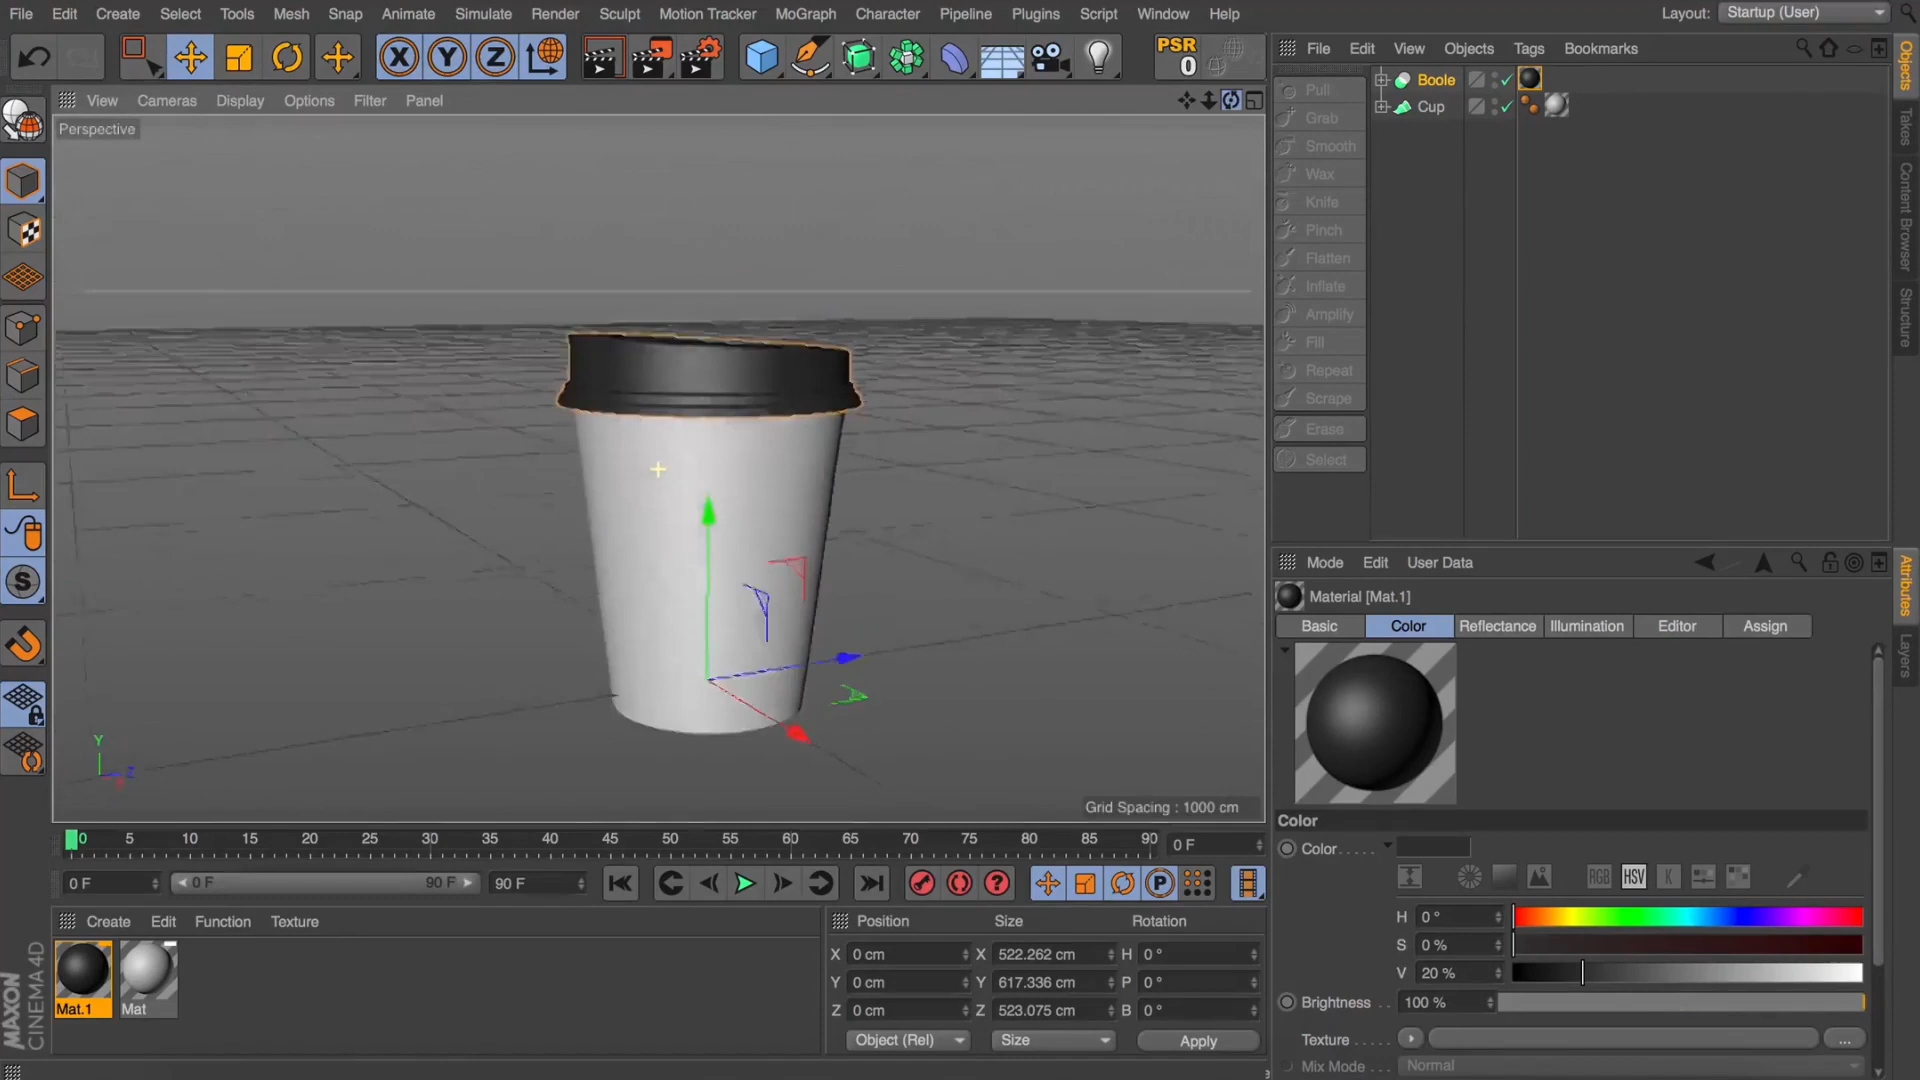 File Edit Create Select Tools Mesh Snap Animate Simulate Render Sculpt Motion Tracker MoGraph Character Pipeline Plugins Script Window Help Layout: Startup (User)
X Y Z PSR 0
File Edit View Objects Tags Bookmarks
Boole
Cup
View Cameras Display Options Filter Panel
Perspective
Pull
Grab
Smooth
Wax
Knife
Pinch
Flatten
Inflate
Amplify
Fill
Repeat
Scrape
Erase
Select
Objects
Takes
Content Browser
Structure
S
Y
Z
Grid Spacing : 1000 cm
Mode Edit User Data
Material [Mat.1]
Basic Color Reflectance Illumination Editor Assign
Attributes
Layers
Color
Color
RGB HSV K
H 0 °
S 0 %
V 20 %
Brightness 100 %
Texture ...
Mix Mode Normal
0 5 10 15 20 25 30 35 40 45 50 55 60 65 70 75 80 85 90 0 F
0 F 0 F 90 F 90 F ? P
Create Edit Function Texture
Mat.1 Mat
MAXON
CINEMA 4D
Position Size Rotation
X 0 cm X 522.262 cm H 0 °
Y 0 cm Y 617.336 cm P 0 °
Z 0 cm Z 523.075 cm B 0 °
Object (Rel) Size Apply